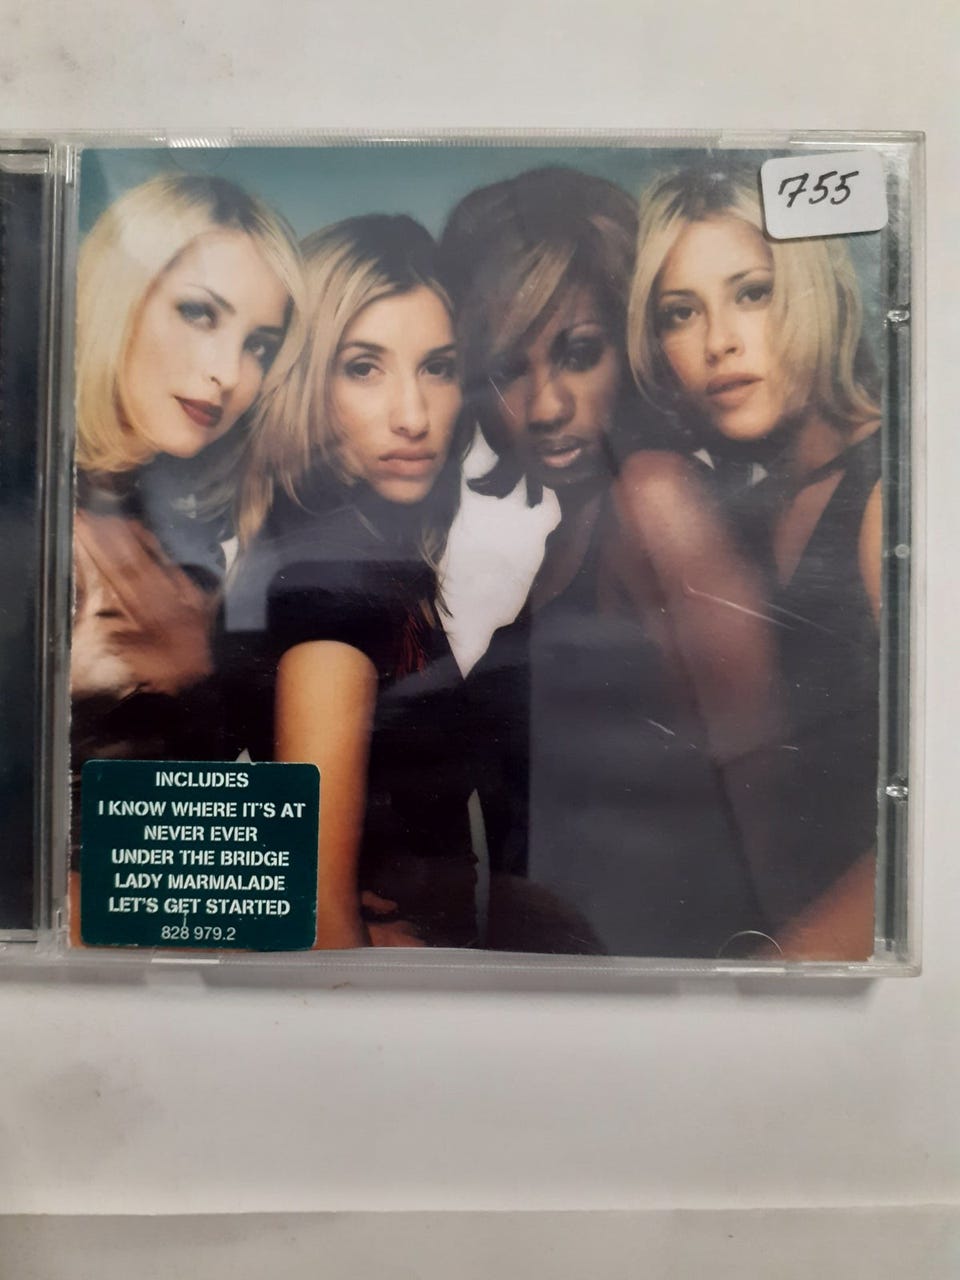 755
INCLUDES
I KNOW WHERE IT'S AT
NEVER EVER
UNDER THE BRIDGE
LADY MARMALADE
LET'S GET STARTED
828 979.2